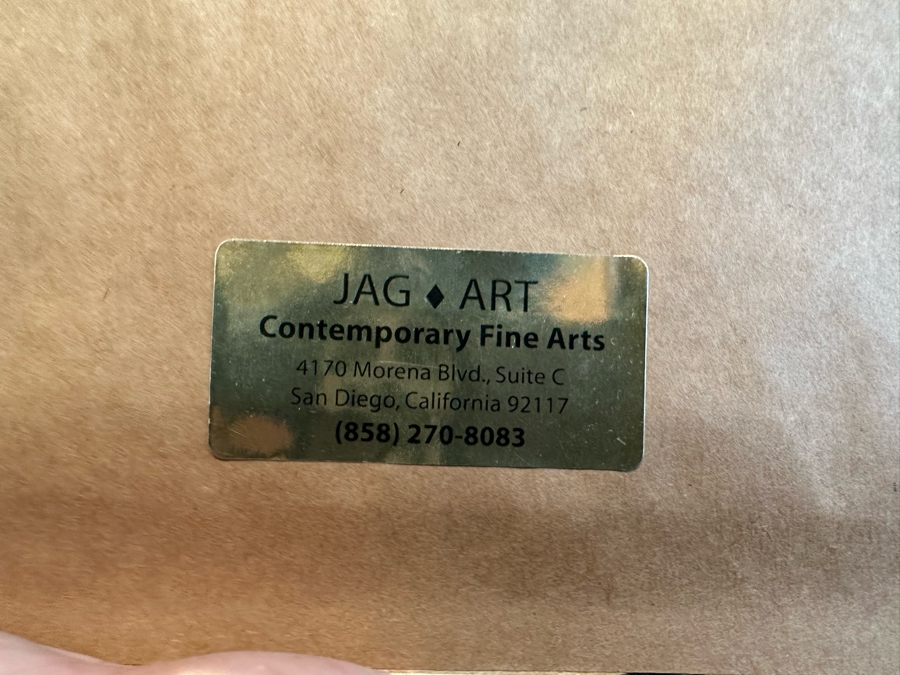 JAG ♦ ART
Contemporary Fine Arts
4170 Morena Blvd., Suite C
San Diego, California 92117
(858) 270-8083